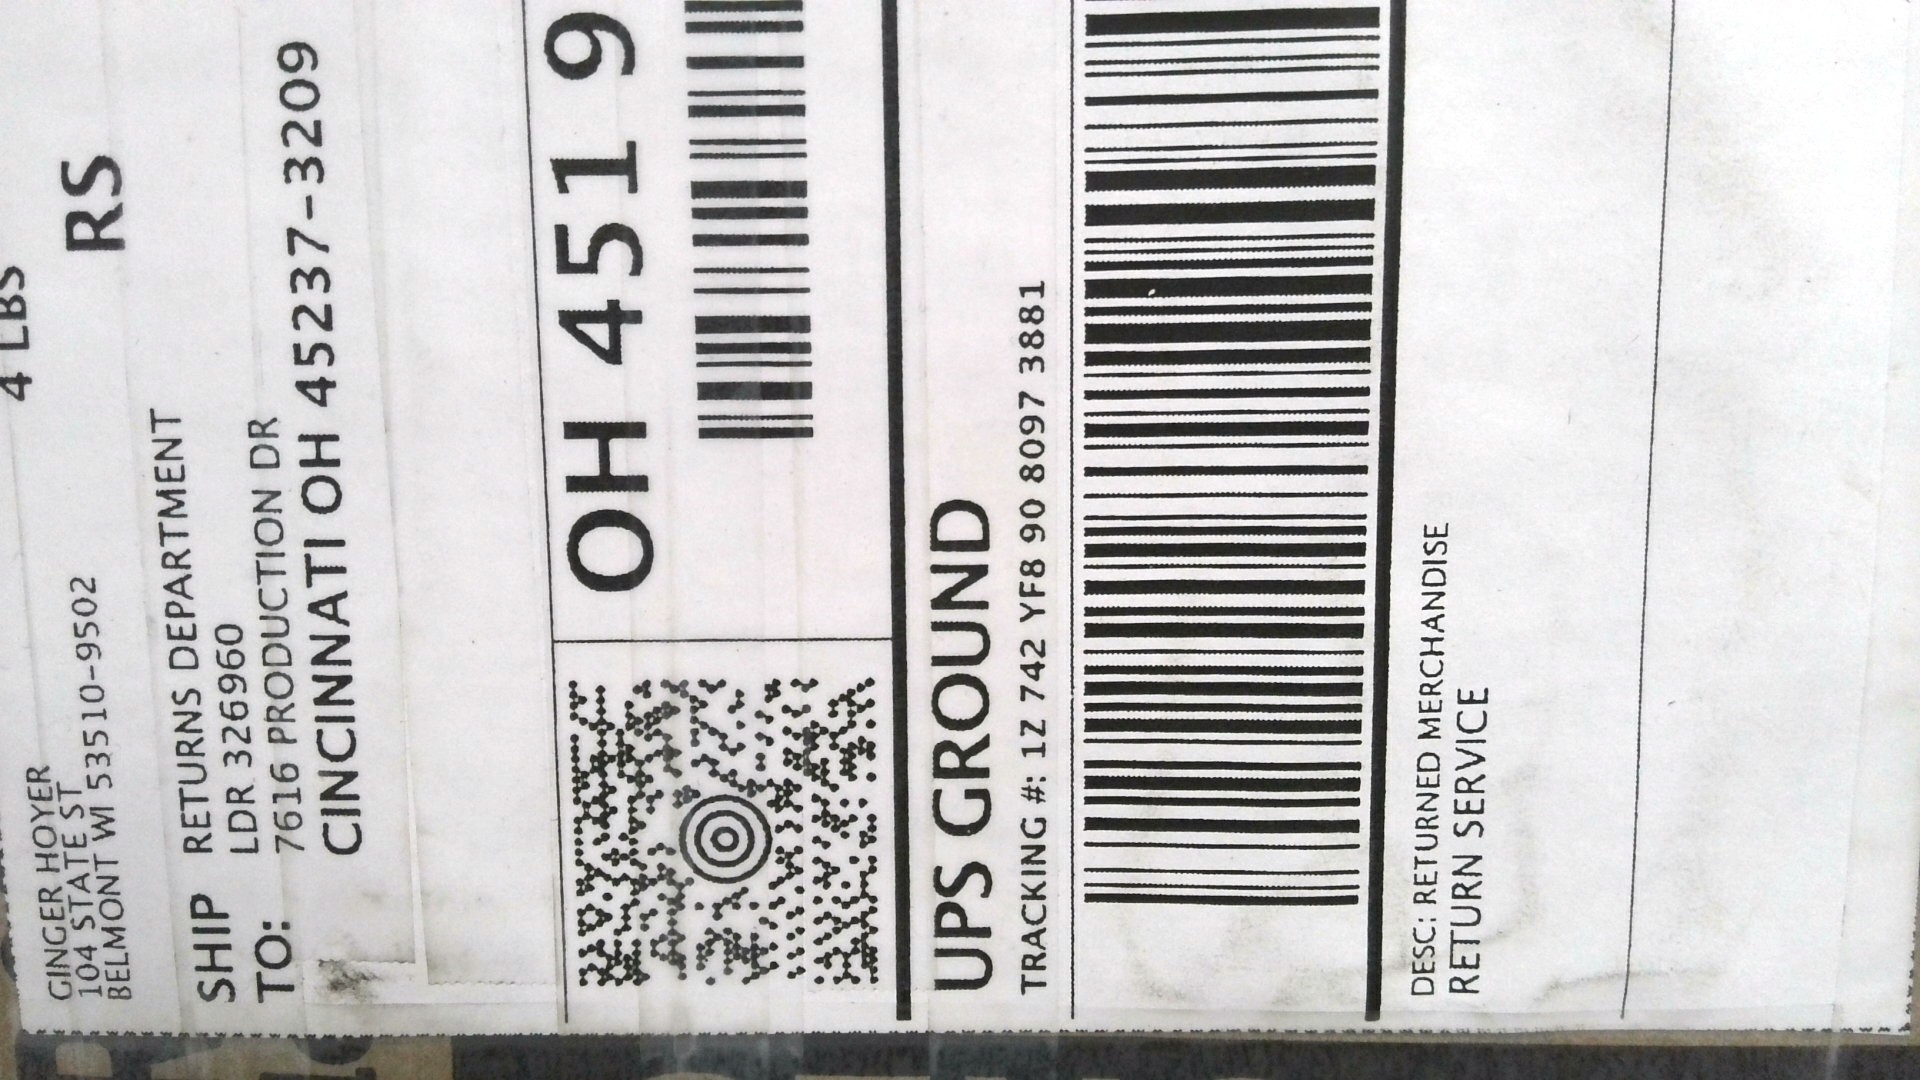 4 LBS
RS
GINGER HOYER
104 STATE ST
BELMONT WI 53510-9502
SHIP
TO:
RETURNS DEPARTMENT
LDR 3269960
7616 PRODUCTION DR
CINCINNATI OH 45237-3209
OH 451 9
UPS GROUND
TRACKING #: 1Z 742 YF8 90 8097 3881
DESC: RETURNED MERCHANDISE
RETURN SERVICE